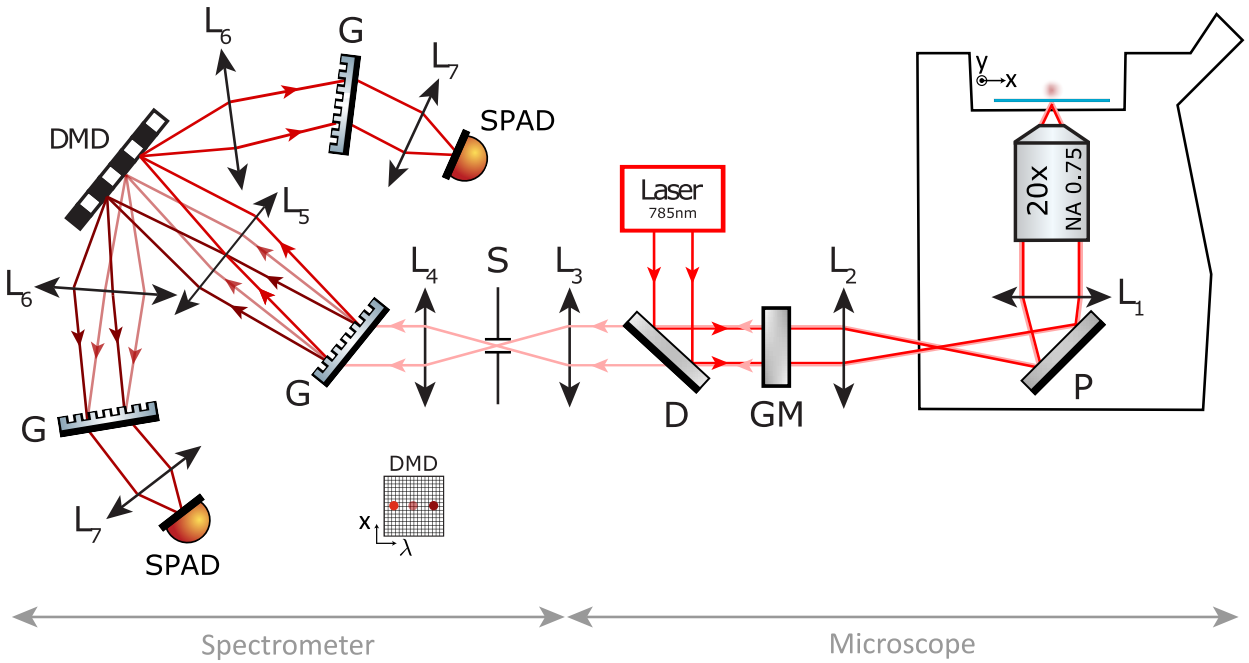 L6
G
L7
SPAD
DMD
y
x
Laser
785nm
20x
NA 0.75
L5
L6
L4
S
L3
L2
L1
G
D
GM
P
G
DMD
x
λ
L7
SPAD
Spectrometer
Microscope